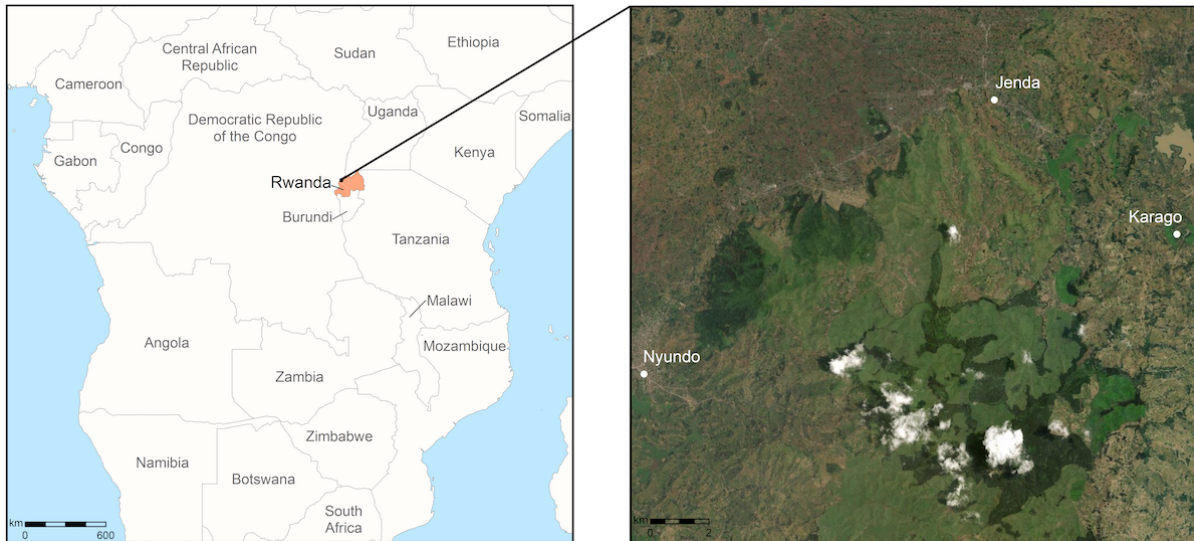 Cameroon
Central African
Republic
Sudan
Ethiopia
Democratic Republic
of the Congo
Uganda
Somalia
Gabon
Congo
Kenya
Rwanda
Burundi
Tanzania
Malawi
Angola
Mozambique
Zambia
Zimbabwe
Namibia
Botswana
South
Africa
km
0 600
Jenda
Karago
Nyundo
km
0 2